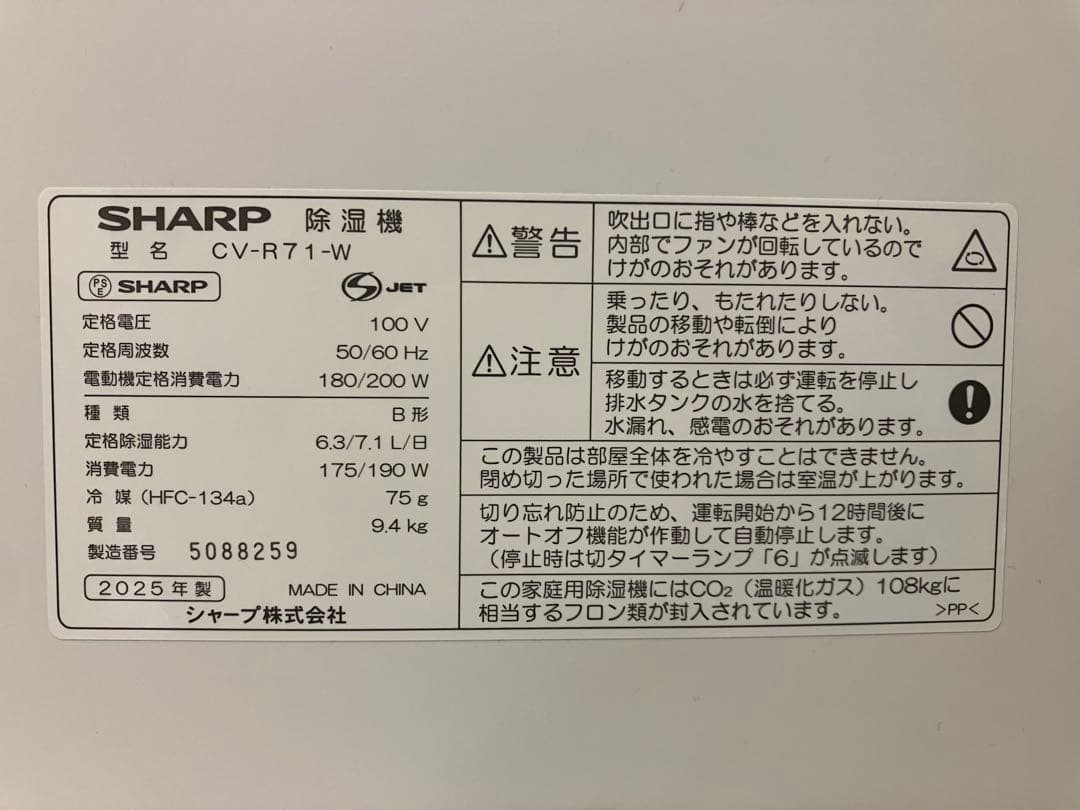 SHARP 除湿機
型名 CV-R71-W
PS E SHARP
S JET
定格電圧 100 V
定格周波数 50/60 Hz
電動機定格消費電力 180/200 W
種類 B形
定格除湿能力 6.3/7.1 L/日
消費電力 175/190 W
冷媒(HFC-134a) 75 g
質量 9.4 kg
製造番号 5088259
2025年製 MADE IN CHINA
シャープ株式会社
警告
吹出口に指や棒などを入れない。
内部でファンが回転しているので
けがのおそれがあります。
注意
乗ったり、もたれたりしない。
製品の移動や転倒により
けがのおそれがあります。
移動するときは必ず運転を停止し
排水タンクの水を捨てる。
水漏れ、感電のおそれがあります。
この製品は部屋全体を冷やすことはできません。
閉め切った場所で使われた場合は室温が上がります。
切り忘れ防止のため、運転開始から12時間後に
オートオフ機能が作動して自動停止します。
(停止時は切タイマーランプ「6」が点滅します)
この家庭用除湿機にはCO₂(温暖化ガス)108kgに
相当するフロン類が封入されています。
>PP<